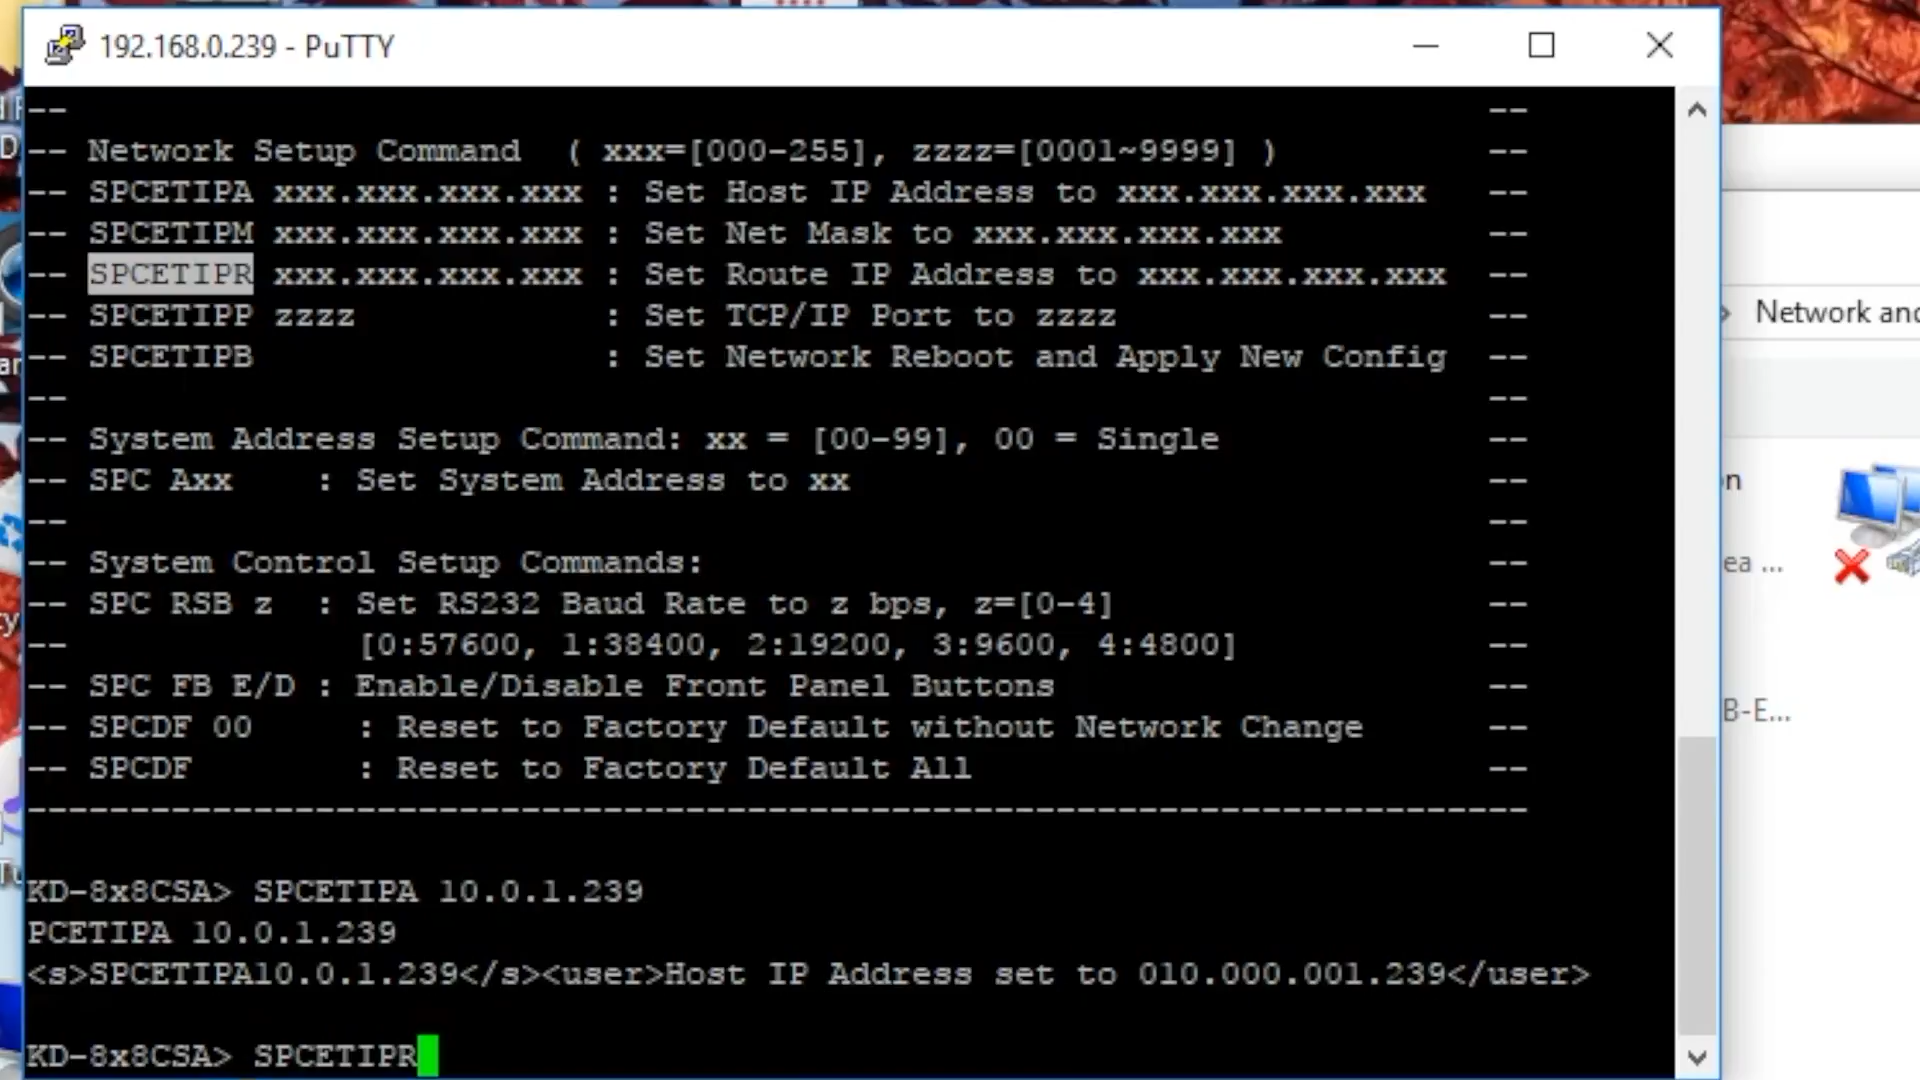 192.168.0.239 - PuTTY
-- --
-- Network Setup Command ( xxx=[000-255], zzzz=[0001~9999] ) --
-- SPCETIPA xxx.xxx.xxx.xxx : Set Host IP Address to xxx.xxx.xxx.xxx --
-- SPCETIPM xxx.xxx.xxx.xxx : Set Net Mask to xxx.xxx.xxx.xxx --
-- SPCETIPR xxx.xxx.xxx.xxx : Set Route IP Address to xxx.xxx.xxx.xxx --
-- SPCETIPP zzzz : Set TCP/IP Port to zzzz --
-- SPCETIPB : Set Network Reboot and Apply New Config --
-- --
-- System Address Setup Command: xx = [00-99], 00 = Single --
-- SPC Axx : Set System Address to xx --
-- --
-- System Control Setup Commands: --
-- SPC RSB z : Set RS232 Baud Rate to z bps, z=[0-4] --
-- [0:57600, 1:38400, 2:19200, 3:9600, 4:4800] --
-- SPC FB E/D : Enable/Disable Front Panel Buttons --
-- SPCDF 00 : Reset to Factory Default without Network Change --
-- SPCDF : Reset to Factory Default All --
-------------------------------------------------------------------------
KD-8x8CSA> SPCETIPA 10.0.1.239
PCETIPA 10.0.1.239
<s>SPCETIPA10.0.1.239</s><user>Host IP Address set to 010.000.001.239</user>
KD-8x8CSA> SPCETIPR
Network and
ea ...
B-E...